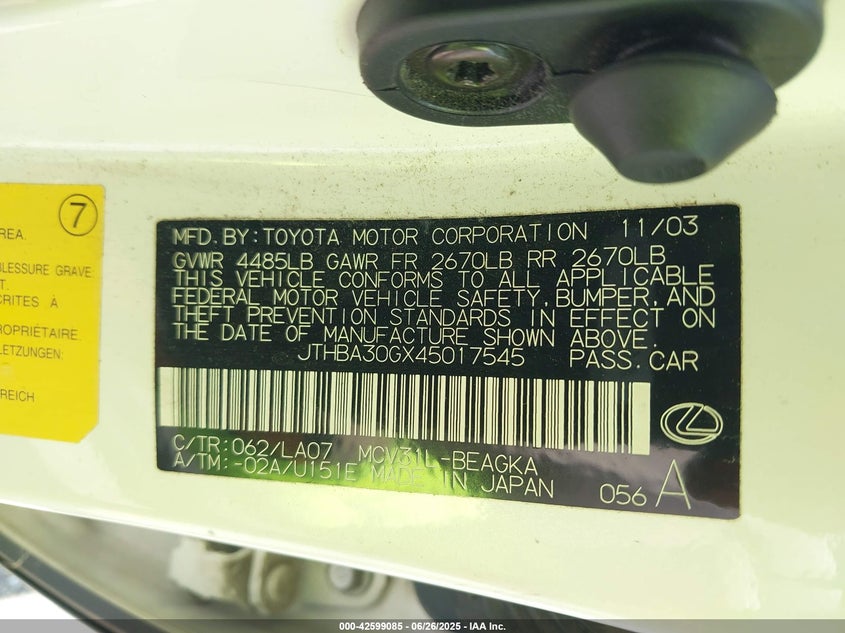 7
REA.
BLESSURE GRAVE
T.
CRITES À
ROPRIÉTAIRE.
LETZUNGEN:
REICH
MFD. BY: TOYOTA MOTOR CORPORATION 11/03
GVWR 4485LB GAWR FR 2670LB RR 2670LB
THIS VEHICLE CONFORMS TO ALL APPLICABLE
FEDERAL MOTOR VEHICLE SAFETY, BUMPER, AND
THEFT PREVENTION STANDARDS IN EFFECT ON
THE DATE OF MANUFACTURE SHOWN ABOVE.
JTHBA30GX45017545 PASS. CAR
C/TR: 062/LA07 MCV31L-BEAGKA
A/TM: -02A/U151E MADE IN JAPAN
056 A
000-42599085 - 06/26/2025 - IAA Inc.